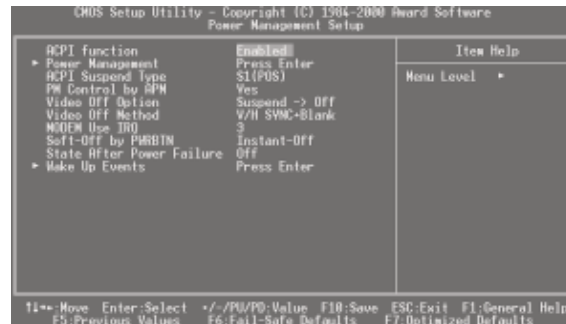 CMOS Setup Utility - Copyright (C) 1984-2000 Award Software
Power Management Setup
ACPI function Enabled
► Power Management Press Enter
ACPI Suspend Type S1(POS)
PM Control by APM Yes
Video Off Option Suspend -> Off
Video Off Method V/H SYNC+Blank
MODEM Use IRQ 3
Soft-Off by PWRBTN Instant-Off
State After Power Failure Off
► Wake Up Events Press Enter
Item Help
Menu Level ►
↑↓→←:Move Enter:Select +/-/PU/PD:Value F10:Save ESC:Exit F1:General Help
F5:Previous Values F6:Fail-Safe Defaults F7:Optimized Defaults